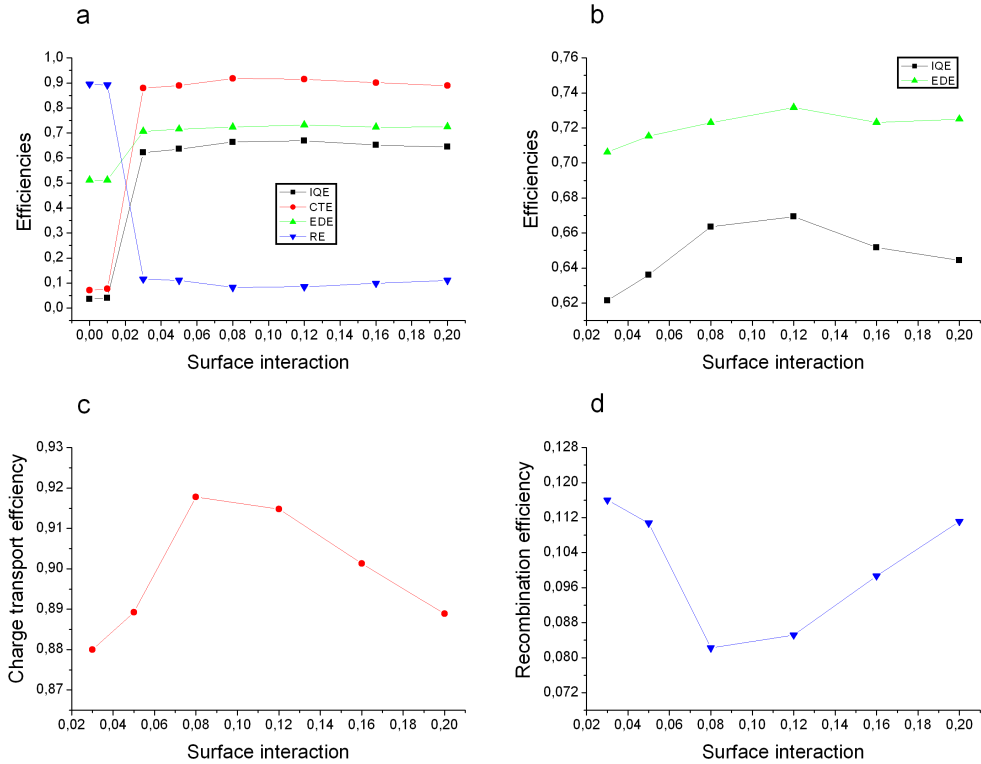 a
Efficiencies
1,0
0,9
0,8
0,7
0,6
0,5
0,4
0,3
0,2
0,1
0,0
IQE
CTE
EDE
RE
0,00 0,02 0,04 0,06 0,08 0,10 0,12 0,14 0,16 0,18 0,20
Surface interaction
b
Efficiencies
0,76
0,74
0,72
0,70
0,68
0,66
0,64
0,62
IQE
EDE
0,02 0,04 0,06 0,08 0,10 0,12 0,14 0,16 0,18 0,20
Surface interaction
c
Charge transport effciency
0,93
0,92
0,91
0,90
0,89
0,88
0,87
0,02 0,04 0,06 0,08 0,10 0,12 0,14 0,16 0,18 0,20
Surface interaction
d
Recombination efficiency
0,128
0,120
0,112
0,104
0,096
0,088
0,080
0,072
0,02 0,04 0,06 0,08 0,10 0,12 0,14 0,16 0,18 0,20
Surface interaction